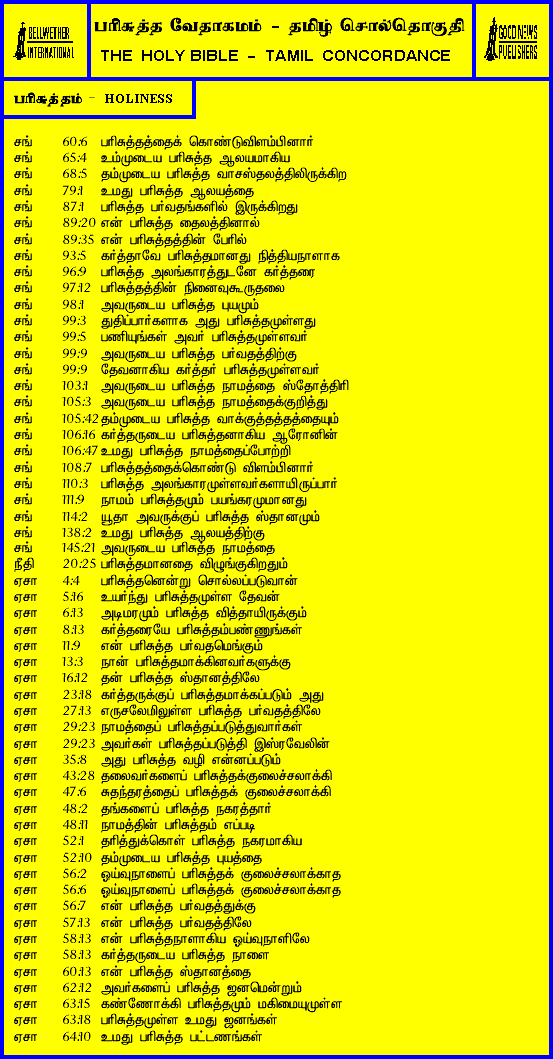 BELLWETHER
INTERNATIONAL
பரிசுத்த வேதாகமம் - தமிழ் சொல்தொகுதி
THE HOLY BIBLE - TAMIL CONCORDANCE
GOOD NEWS
PUBLISHERS
பரிசுத்தம் - HOLINESS
சங் 60:6 பரிசுத்தத்தைக் கொண்டுவிளம்பினார்
சங் 65:4 உம்முடைய பரிசுத்த ஆலயமாகிய
சங் 68:5 தம்முடைய பரிசுத்த வாசஸ்தலத்திலிருக்கிற
சங் 79:1 உமது பரிசுத்த ஆலயத்தை
சங் 87:1 பரிசுத்த பர்வதங்களில் இருக்கிறது
சங் 89:20 என் பரிசுத்த தைலத்தினால்
சங் 89:35 என் பரிசுத்தத்தின் பேரில்
சங் 93:5 கர்த்தாவே பரிசுத்தமானது நித்தியநாளாக
சங் 96:9 பரிசுத்த அலங்காரத்துடனே கர்த்தரை
சங் 97:12 பரிசுத்தத்தின் நினைவுகூருதலை
சங் 98:1 அவருடைய பரிசுத்த புயமும்
சங் 99:3 துதிப்பார்களாக அது பரிசுத்தமுள்ளது
சங் 99:5 பணியுங்கள் அவர் பரிசுத்தமுள்ளவர்
சங் 99:9 அவருடைய பரிசுத்த பர்வதத்திற்கு
சங் 99:9 தேவனாகிய கர்த்தர் பரிசுத்தமுள்ளவர்
சங் 103:1 அவருடைய பரிசுத்த நாமத்தை ஸ்தோத்திரி
சங் 105:3 அவருடைய பரிசுத்த நாமத்தைக்குறித்து
சங் 105:42 தம்முடைய பரிசுத்த வாக்குத்தத்தத்தையும்
சங் 106:16 கர்த்தருடைய பரிசுத்தனாகிய ஆரோனின்
சங் 106:47 உமது பரிசுத்த நாமத்தைப்போற்றி
சங் 108:7 பரிசுத்தத்தைக்கொண்டு விளம்பினார்
சங் 110:3 பரிசுத்த அலங்காரமுள்ளவர்களாயிருப்பார்
சங் 111:9 நாமம் பரிசுத்தமும் பயங்கரமுமானது
சங் 114:2 யூதா அவருக்குப் பரிசுத்த ஸ்தானமும்
சங் 138:2 உமது பரிசுத்த ஆலயத்திற்கு
சங் 145:21 அவருடைய பரிசுத்த நாமத்தை
நீதி 20:25 பரிசுத்தமானதை விழுங்குகிறதும்
ஏசா 4:4 பரிசுத்தனென்று சொல்லப்படுவான்
ஏசா 5:16 உயர்ந்து பரிசுத்தமுள்ள தேவன்
ஏசா 6:13 அடிமரமும் பரிசுத்த வித்தாயிருக்கும்
ஏசா 8:13 கர்த்தரையே பரிசுத்தம்பண்ணுங்கள்
ஏசா 11:9 என் பரிசுத்த பர்வதமெங்கும்
ஏசா 13:3 நான் பரிசுத்தமாக்கினவர்களுக்கு
ஏசா 16:12 தன் பரிசுத்த ஸ்தானத்திலே
ஏசா 23:18 கர்த்தருக்குப் பரிசுத்தமாக்கப்படும் அது
ஏசா 27:13 எருசலேமிலுள்ள பரிசுத்த பர்வதத்திலே
ஏசா 29:23 நாமத்தைப் பரிசுத்தப்படுத்துவார்கள்
ஏசா 29:23 அவர்கள் பரிசுத்தப்படுத்தி இஸ்ரவேலின்
ஏசா 35:8 அது பரிசுத்த வழி என்னப்படும்
ஏசா 43:28 தலைவர்களைப் பரிசுத்தக்குலைச்சலாக்கி
ஏசா 47:6 சுதந்தரத்தைப் பரிசுத்தக் குலைச்சலாக்கி
ஏசா 48:2 தங்களைப் பரிசுத்த நகரத்தார்
ஏசா 48:11 நாமத்தின் பரிசுத்தம் எப்படி
ஏசா 52:1 தரித்துக்கொள் பரிசுத்த நகரமாகிய
ஏசா 52:10 தம்முடைய பரிசுத்த புயத்தை
ஏசா 56:2 ஓய்வுநாளைப் பரிசுத்தக் குலைச்சலாக்காத
ஏசா 56:6 ஓய்வுநாளைப் பரிசுத்தக் குலைச்சலாக்காத
ஏசா 56:7 என் பரிசுத்த பர்வதத்துக்கு
ஏசா 57:13 என் பரிசுத்த பர்வதத்திலே
ஏசா 58:13 என் பரிசுத்தநாளாகிய ஓய்வுநாளிலே
ஏசா 58:13 கர்த்தருடைய பரிசுத்த நாளை
ஏசா 60:13 என் பரிசுத்த ஸ்தானத்தை
ஏசா 62:12 அவர்களைப் பரிசுத்த ஜனமென்றும்
ஏசா 63:15 கண்ணோக்கி பரிசுத்தமும் மகிமையுமுள்ள
ஏசா 63:18 பரிசுத்தமுள்ள உமது ஜனங்கள்
ஏசா 64:10 உமது பரிசுத்த பட்டணங்கள்